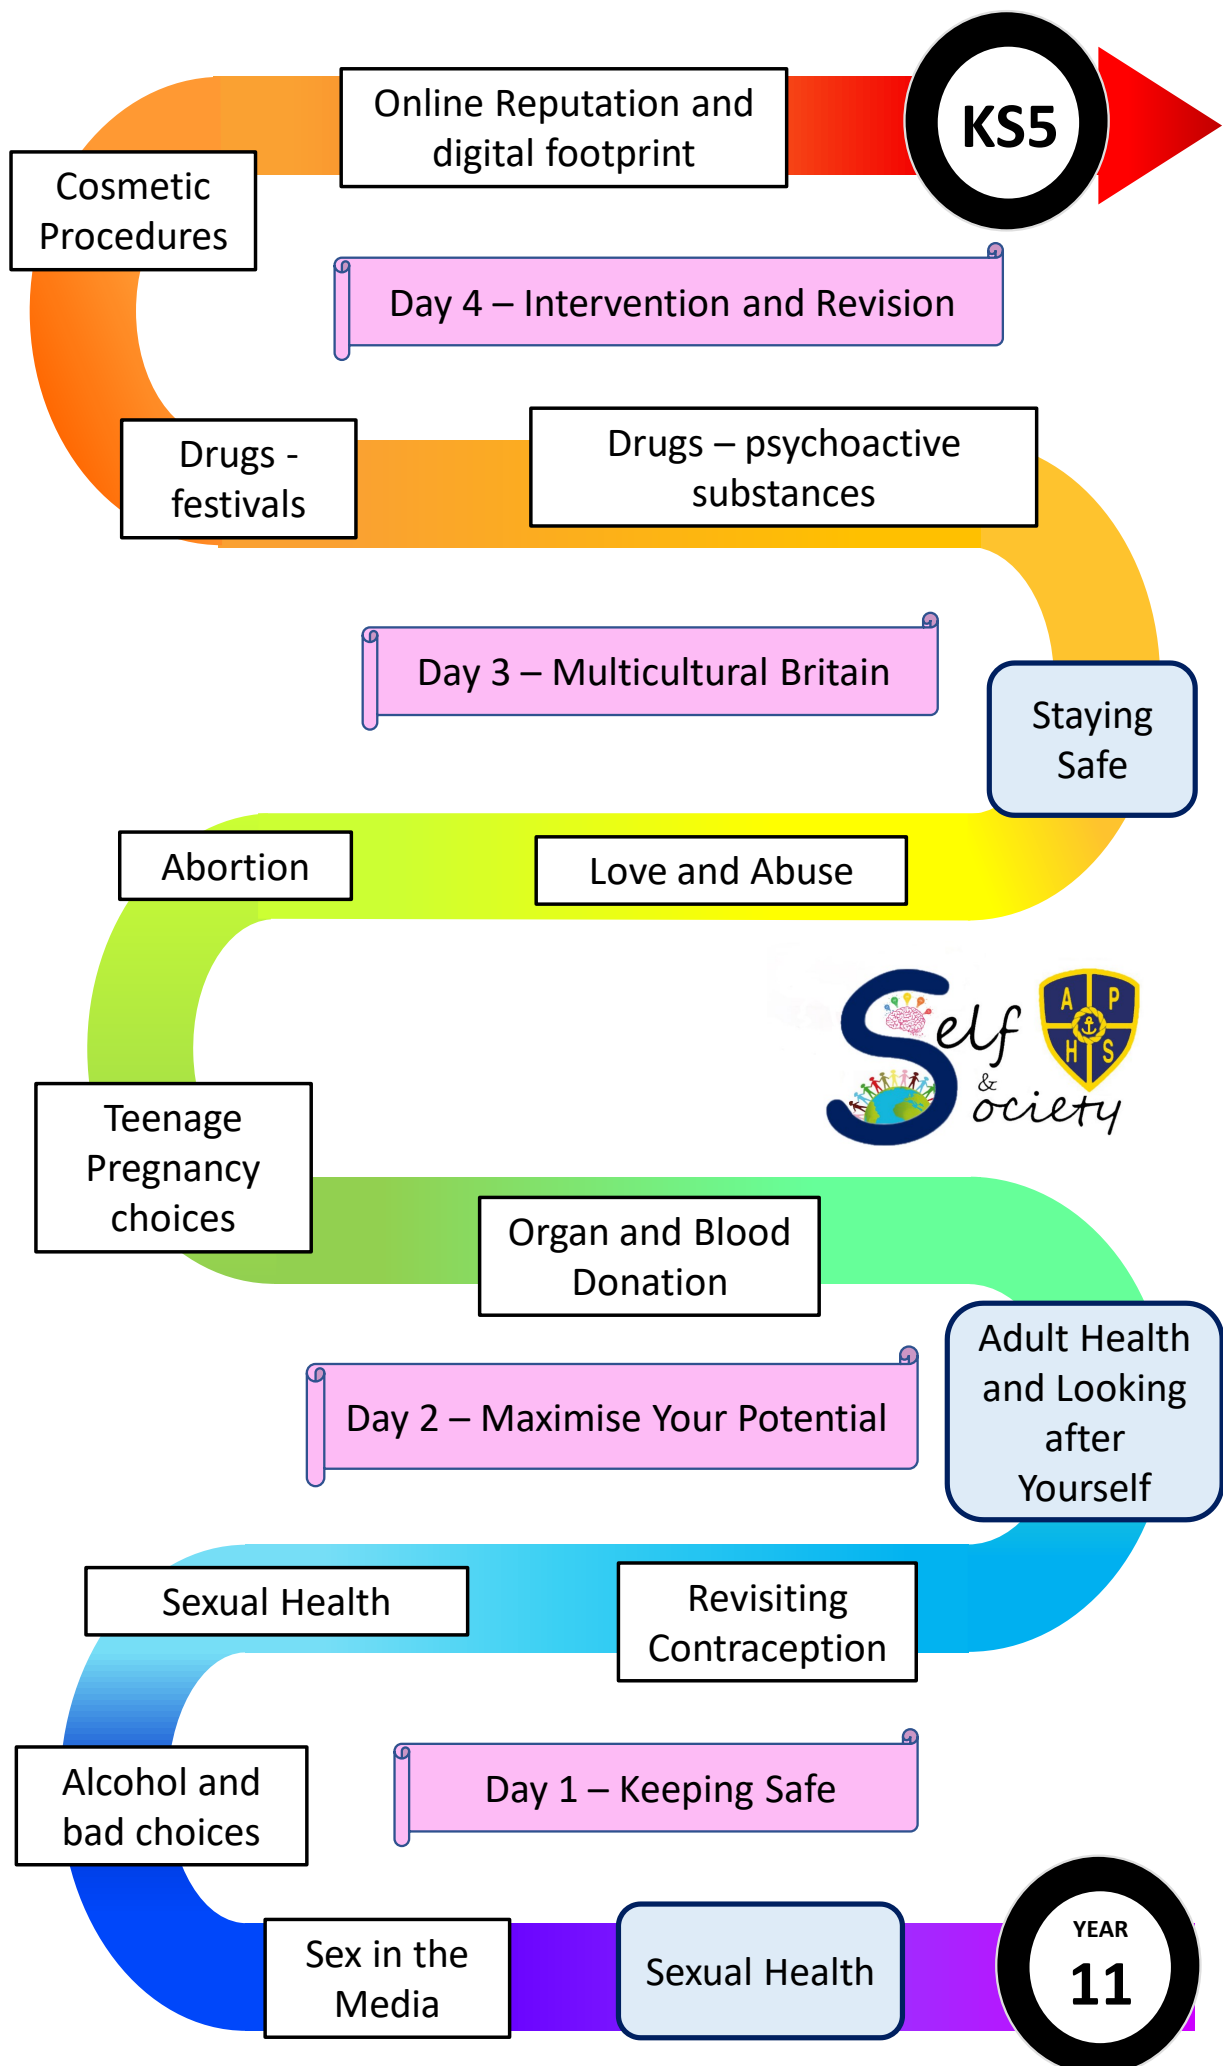 Online Reputation and
digital footprint
KS5
Cosmetic
Procedures
Day 4 – Intervention and Revision
Drugs -
festivals
Drugs – psychoactive
substances
Day 3 – Multicultural Britain
Staying
Safe
Abortion
Love and Abuse
Self
&
Society
A P
H S
Teenage
Pregnancy
choices
Organ and Blood
Donation
Adult Health
and Looking
after
Yourself
Day 2 – Maximise Your Potential
Sexual Health
Revisiting
Contraception
Alcohol and
bad choices
Day 1 – Keeping Safe
Sex in the
Media
Sexual Health
YEAR
11